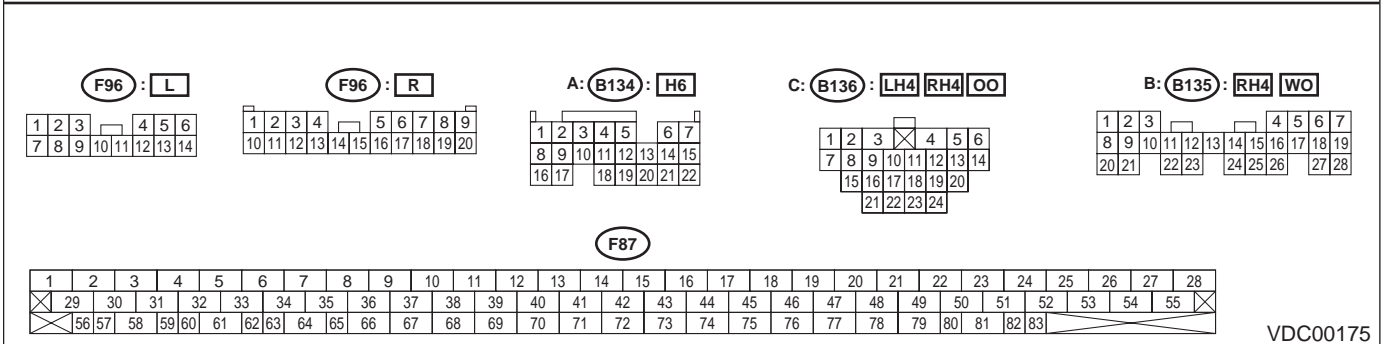 F96 : L
F96 : R
A: B134 : H6
C: B136 : LH4 RH4 OO
B: B135 : RH4 WO
1 2 3 4 5 6
7 8 9 10 11 12 13 14
1 2 3 4 5 6 7 8 9
10 11 12 13 14 15 16 17 18 19 20
1 2 3 4 5 6 7
8 9 10 11 12 13 14 15
16 17 18 19 20 21 22
1 2 3 4 5 6
7 8 9 10 11 12 13 14
15 16 17 18 19 20
21 22 23 24
1 2 3 4 5 6 7
8 9 10 11 12 13 14 15 16 17 18 19
20 21 22 23 24 25 26 27 28
F87
1 2 3 4 5 6 7 8 9 10 11 12 13 14 15 16 17 18 19 20 21 22 23 24 25 26 27 28
29 30 31 32 33 34 35 36 37 38 39 40 41 42 43 44 45 46 47 48 49 50 51 52 53 54 55
56 57 58 59 60 61 62 63 64 65 66 67 68 69 70 71 72 73 74 75 76 77 78 79 80 81 82 83
VDC00175